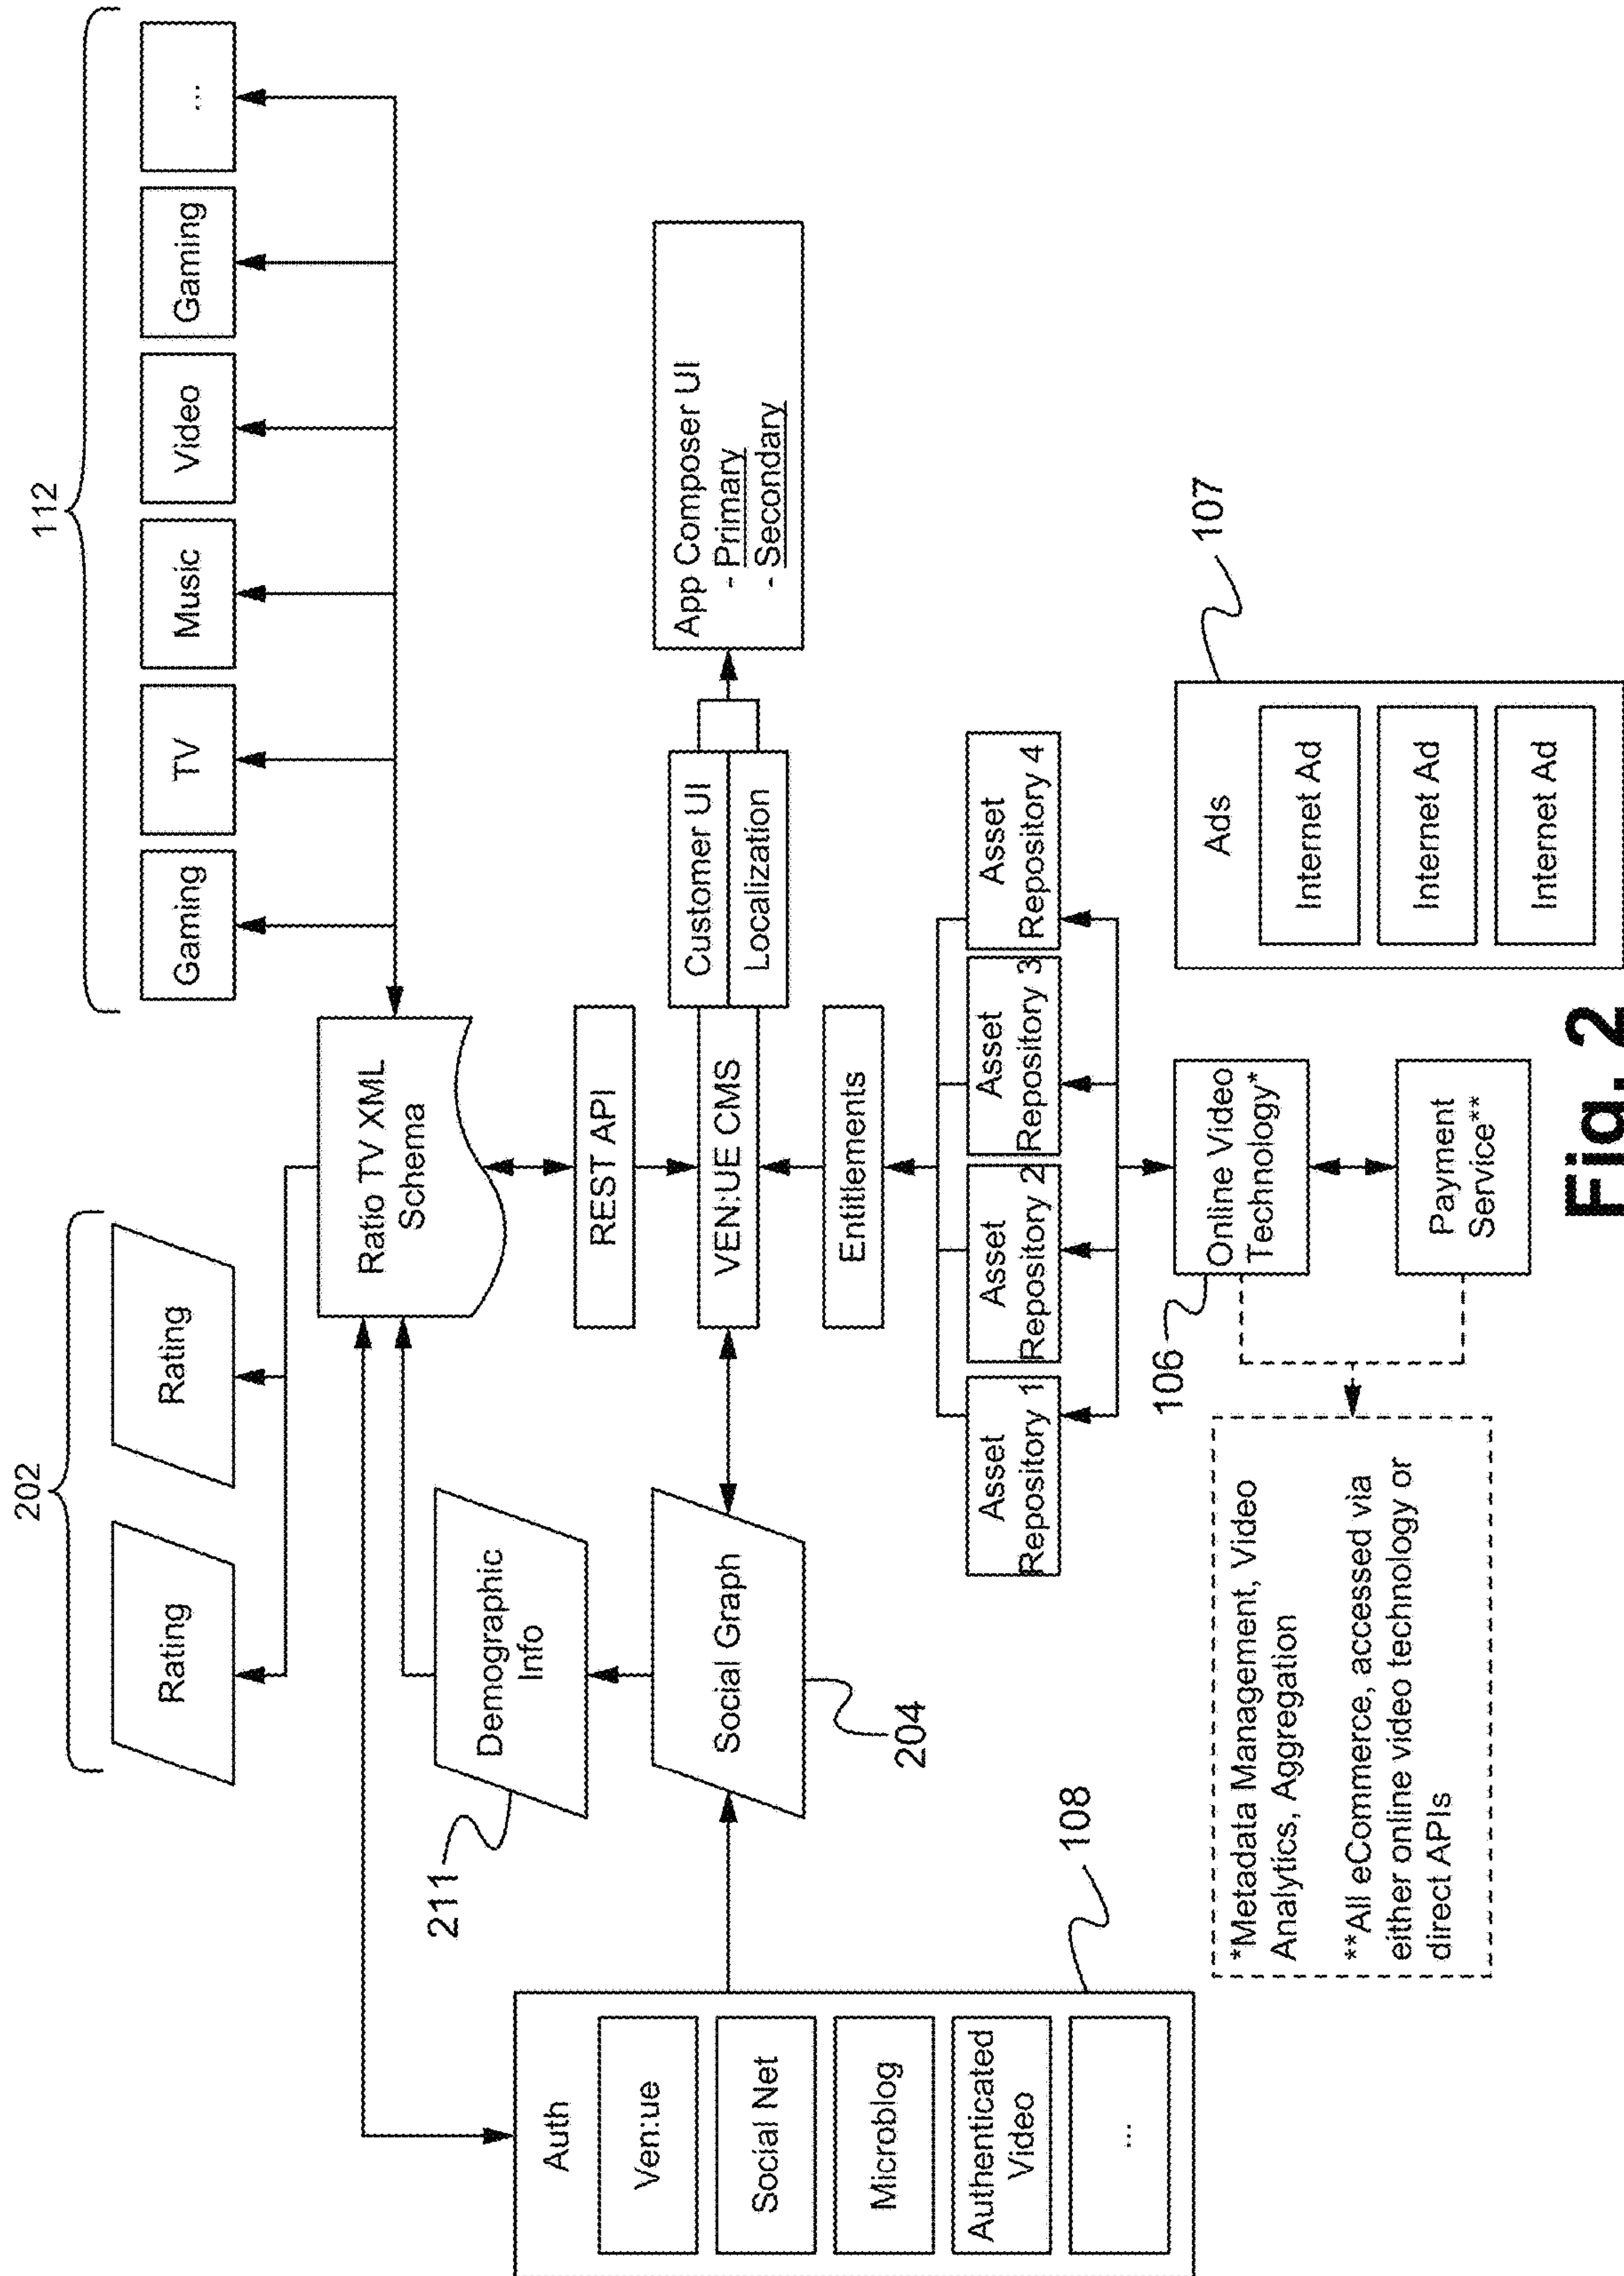 202
112
Rating
Rating
Gaming
TV
Music
Video
Gaming
...
Ratio TV XML
Schema
211
Demographic
Info
REST API
Auth
Ven:ue
Social Net
Microblog
Authenticated
Video
...
108
Social Graph
204
VEN:UE CMS
Customer UI
Localization
App Composer UI
- Primary
- Secondary
Entitlements
Asset
Repository 1
Asset
Repository 2
Asset
Repository 3
Asset
Repository 4
106
Online Video
Technology*
Payment
Service**
*Metadata Management, Video
Analytics, Aggregation
**All eCommerce, accessed via
either online video technology or
direct APIs
107
Ads
Internet Ad
Internet Ad
Internet Ad
Fig. 2